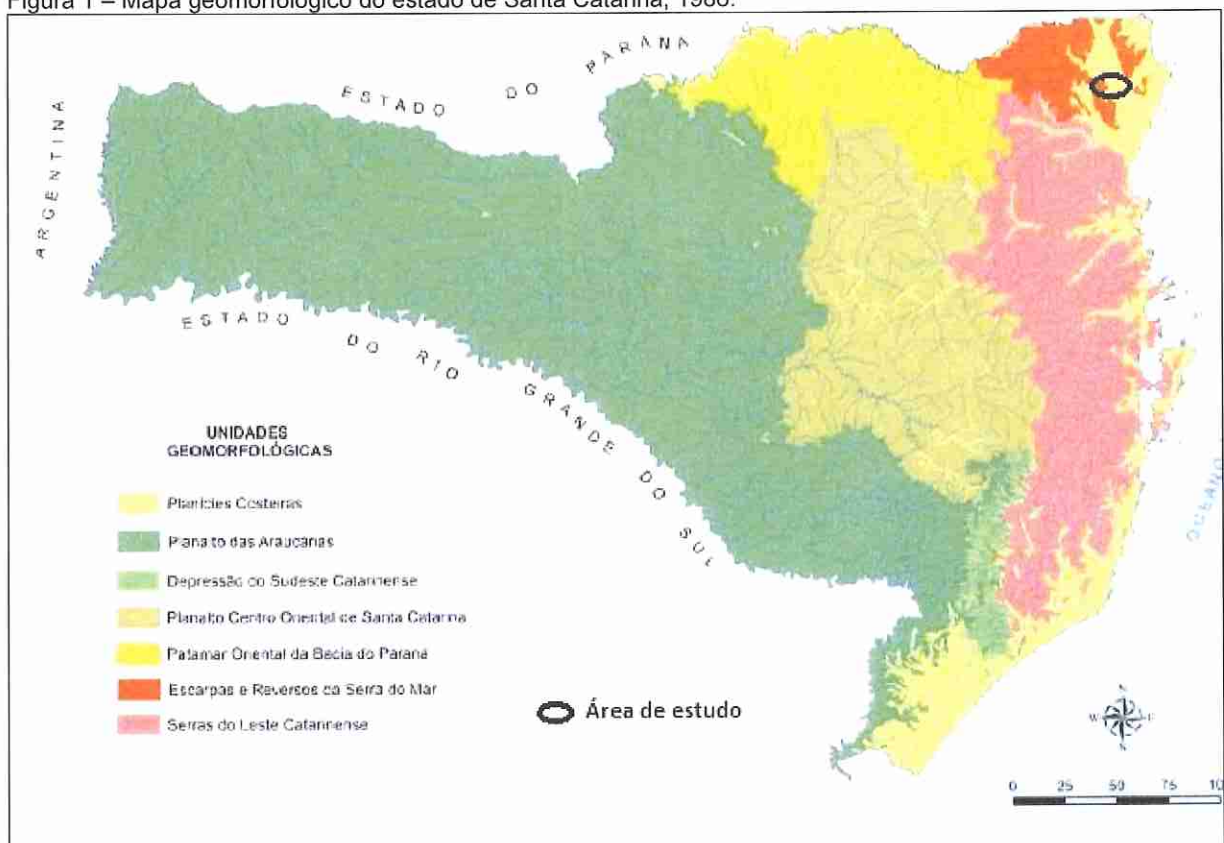 Figura 1 – Mapa geomorfológico do estado de Santa Catarina, 1986.
ESTADO DO PARANÁ
ARGENTINA
ESTADO DO RIO GRANDE DO SUL
OCEANO
UNIDADES
GEOMORFOLÓGICAS
Planícies Costeiras
Planalto das Araucárias
Depressão do Sudeste Catarinense
Planalto Centro Oriental de Santa Catarina
Patamar Oriental da Bacia do Paraná
Escarpas e Reversos da Serra do Mar
Serras do Leste Catarinense
Área de estudo
N
W E
S
0 25 50 75 10